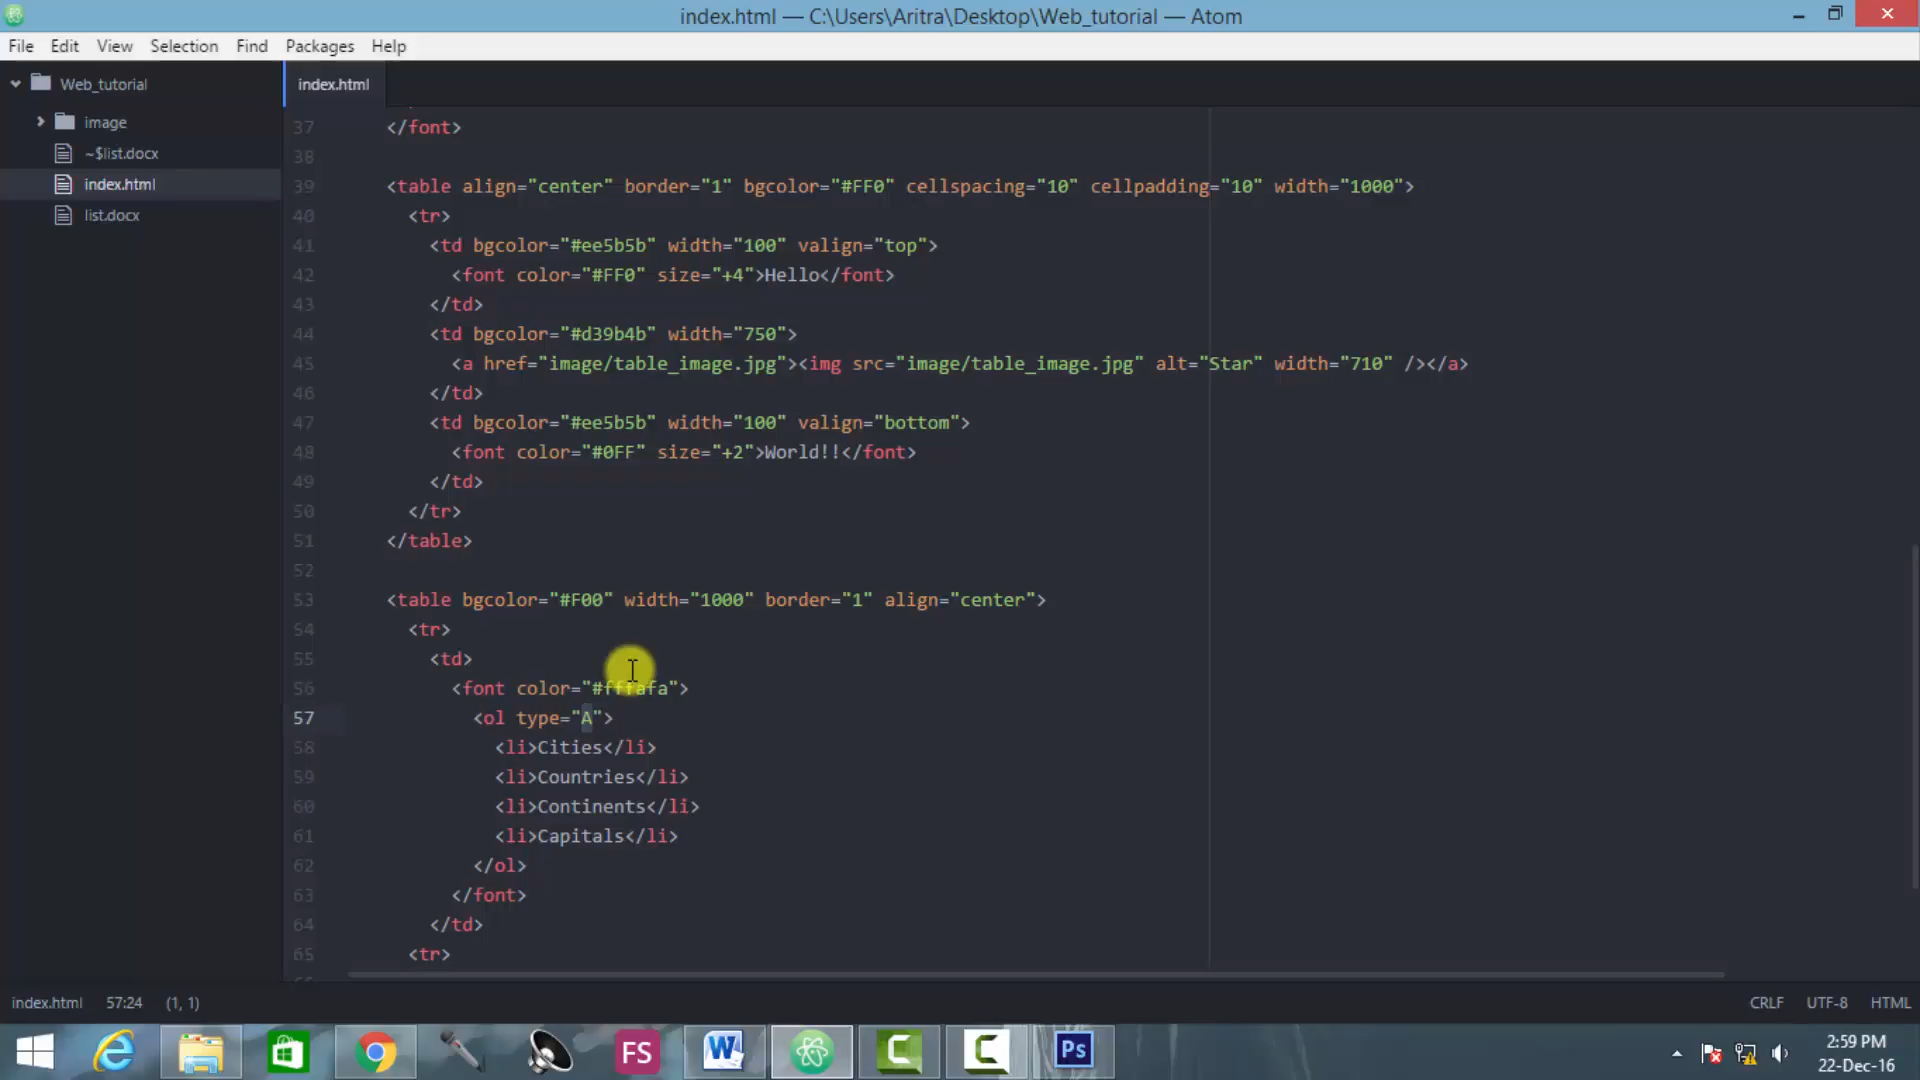 index.html — C:\Users\Aritra\Desktop\Web_tutorial — Atom
File Edit View Selection Find Packages Help
Web_tutorial
image
~$list.docx
index.html
list.docx
index.html
37 </font>
38
39 <table align="center" border="1" bgcolor="#FF0" cellspacing="10" cellpadding="10" width="1000">
40 <tr>
41 <td bgcolor="#ee5b5b" width="100" valign="top">
42 <font color="#FF0" size="+4">Hello</font>
43 </td>
44 <td bgcolor="#d39b4b" width="750">
45 <a href="image/table_image.jpg"><img src="image/table_image.jpg" alt="Star" width="710" /></a>
46 </td>
47 <td bgcolor="#ee5b5b" width="100" valign="bottom">
48 <font color="#0FF" size="+2">World!!</font>
49 </td>
50 </tr>
51 </table>
52
53 <table bgcolor="#F00" width="1000" border="1" align="center">
54 <tr>
55 <td>
56 <font color="#fffafa">
57 <ol type="A">
58 <li>Cities</li>
59 <li>Countries</li>
60 <li>Continents</li>
61 <li>Capitals</li>
62 </ol>
63 </font>
64 </td>
65 <tr>
index.html 57:24 (1, 1) CRLF UTF-8 HTML
FS
W
Ps
2:59 PM
22-Dec-16